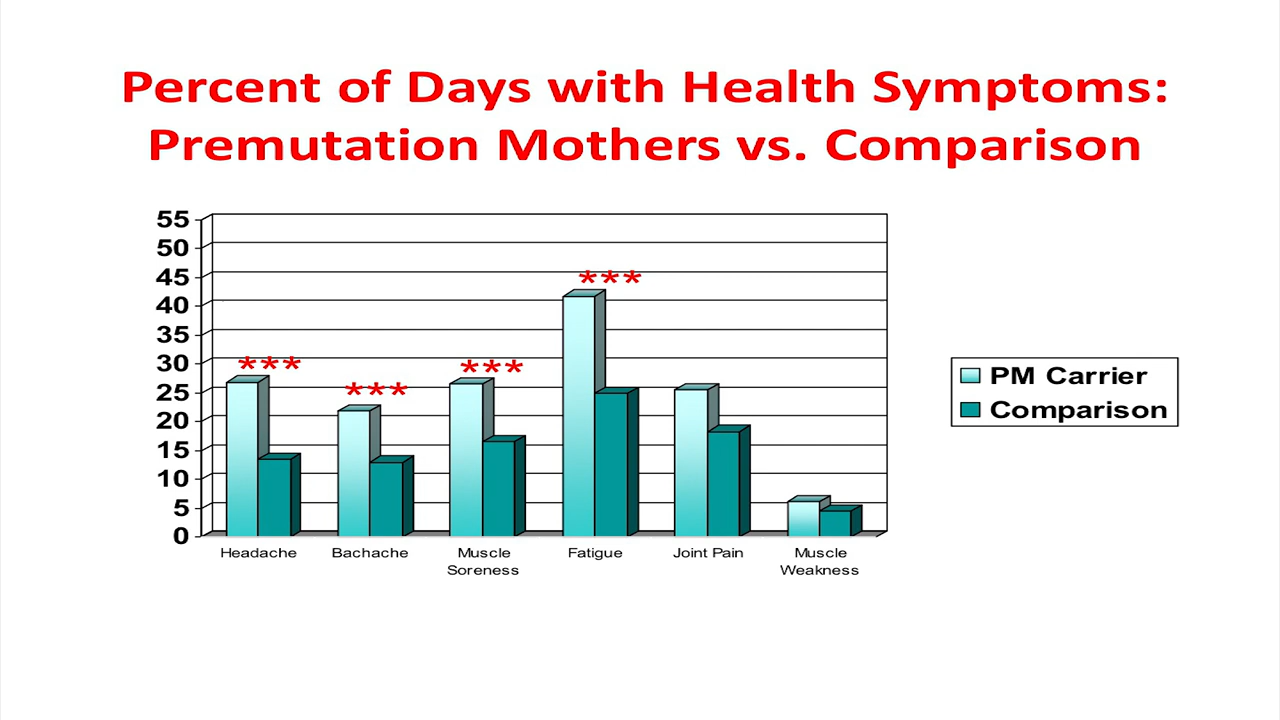 Percent of Days with Health Symptoms:
Premutation Mothers vs. Comparison
55
50
45
40
35
30
25
20
15
10
5
0
***
***
***
***
Headache
Bachache
Muscle
Soreness
Fatigue
Joint Pain
Muscle
Weakness
PM Carrier
Comparison